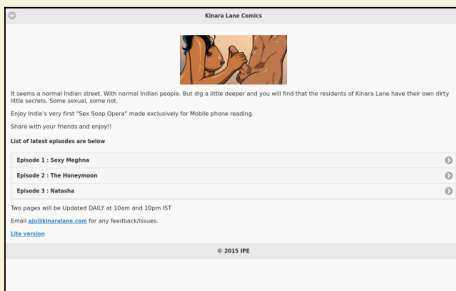 Kinara Lane Comics
It seems a normal Indian street. With normal Indian people. But dig a little deeper and you will find that the residents of Kinara Lane have their own dirty
little secrets. Some sexual, some not.
Enjoy India's very first "Sex Soap Opera" made exclusively for Mobile phone reading.
Share with your friends and enjoy!!
List of latest episodes are below
Episode 1 : Sexy Meghna
Episode 2 : The Honeymoon
Episode 3 : Natasha
Two pages will be Updated DAILY at 10am and 10pm IST
Email aju@kinaralane.com for any feedback/issues.
Lite version
© 2015 IPE